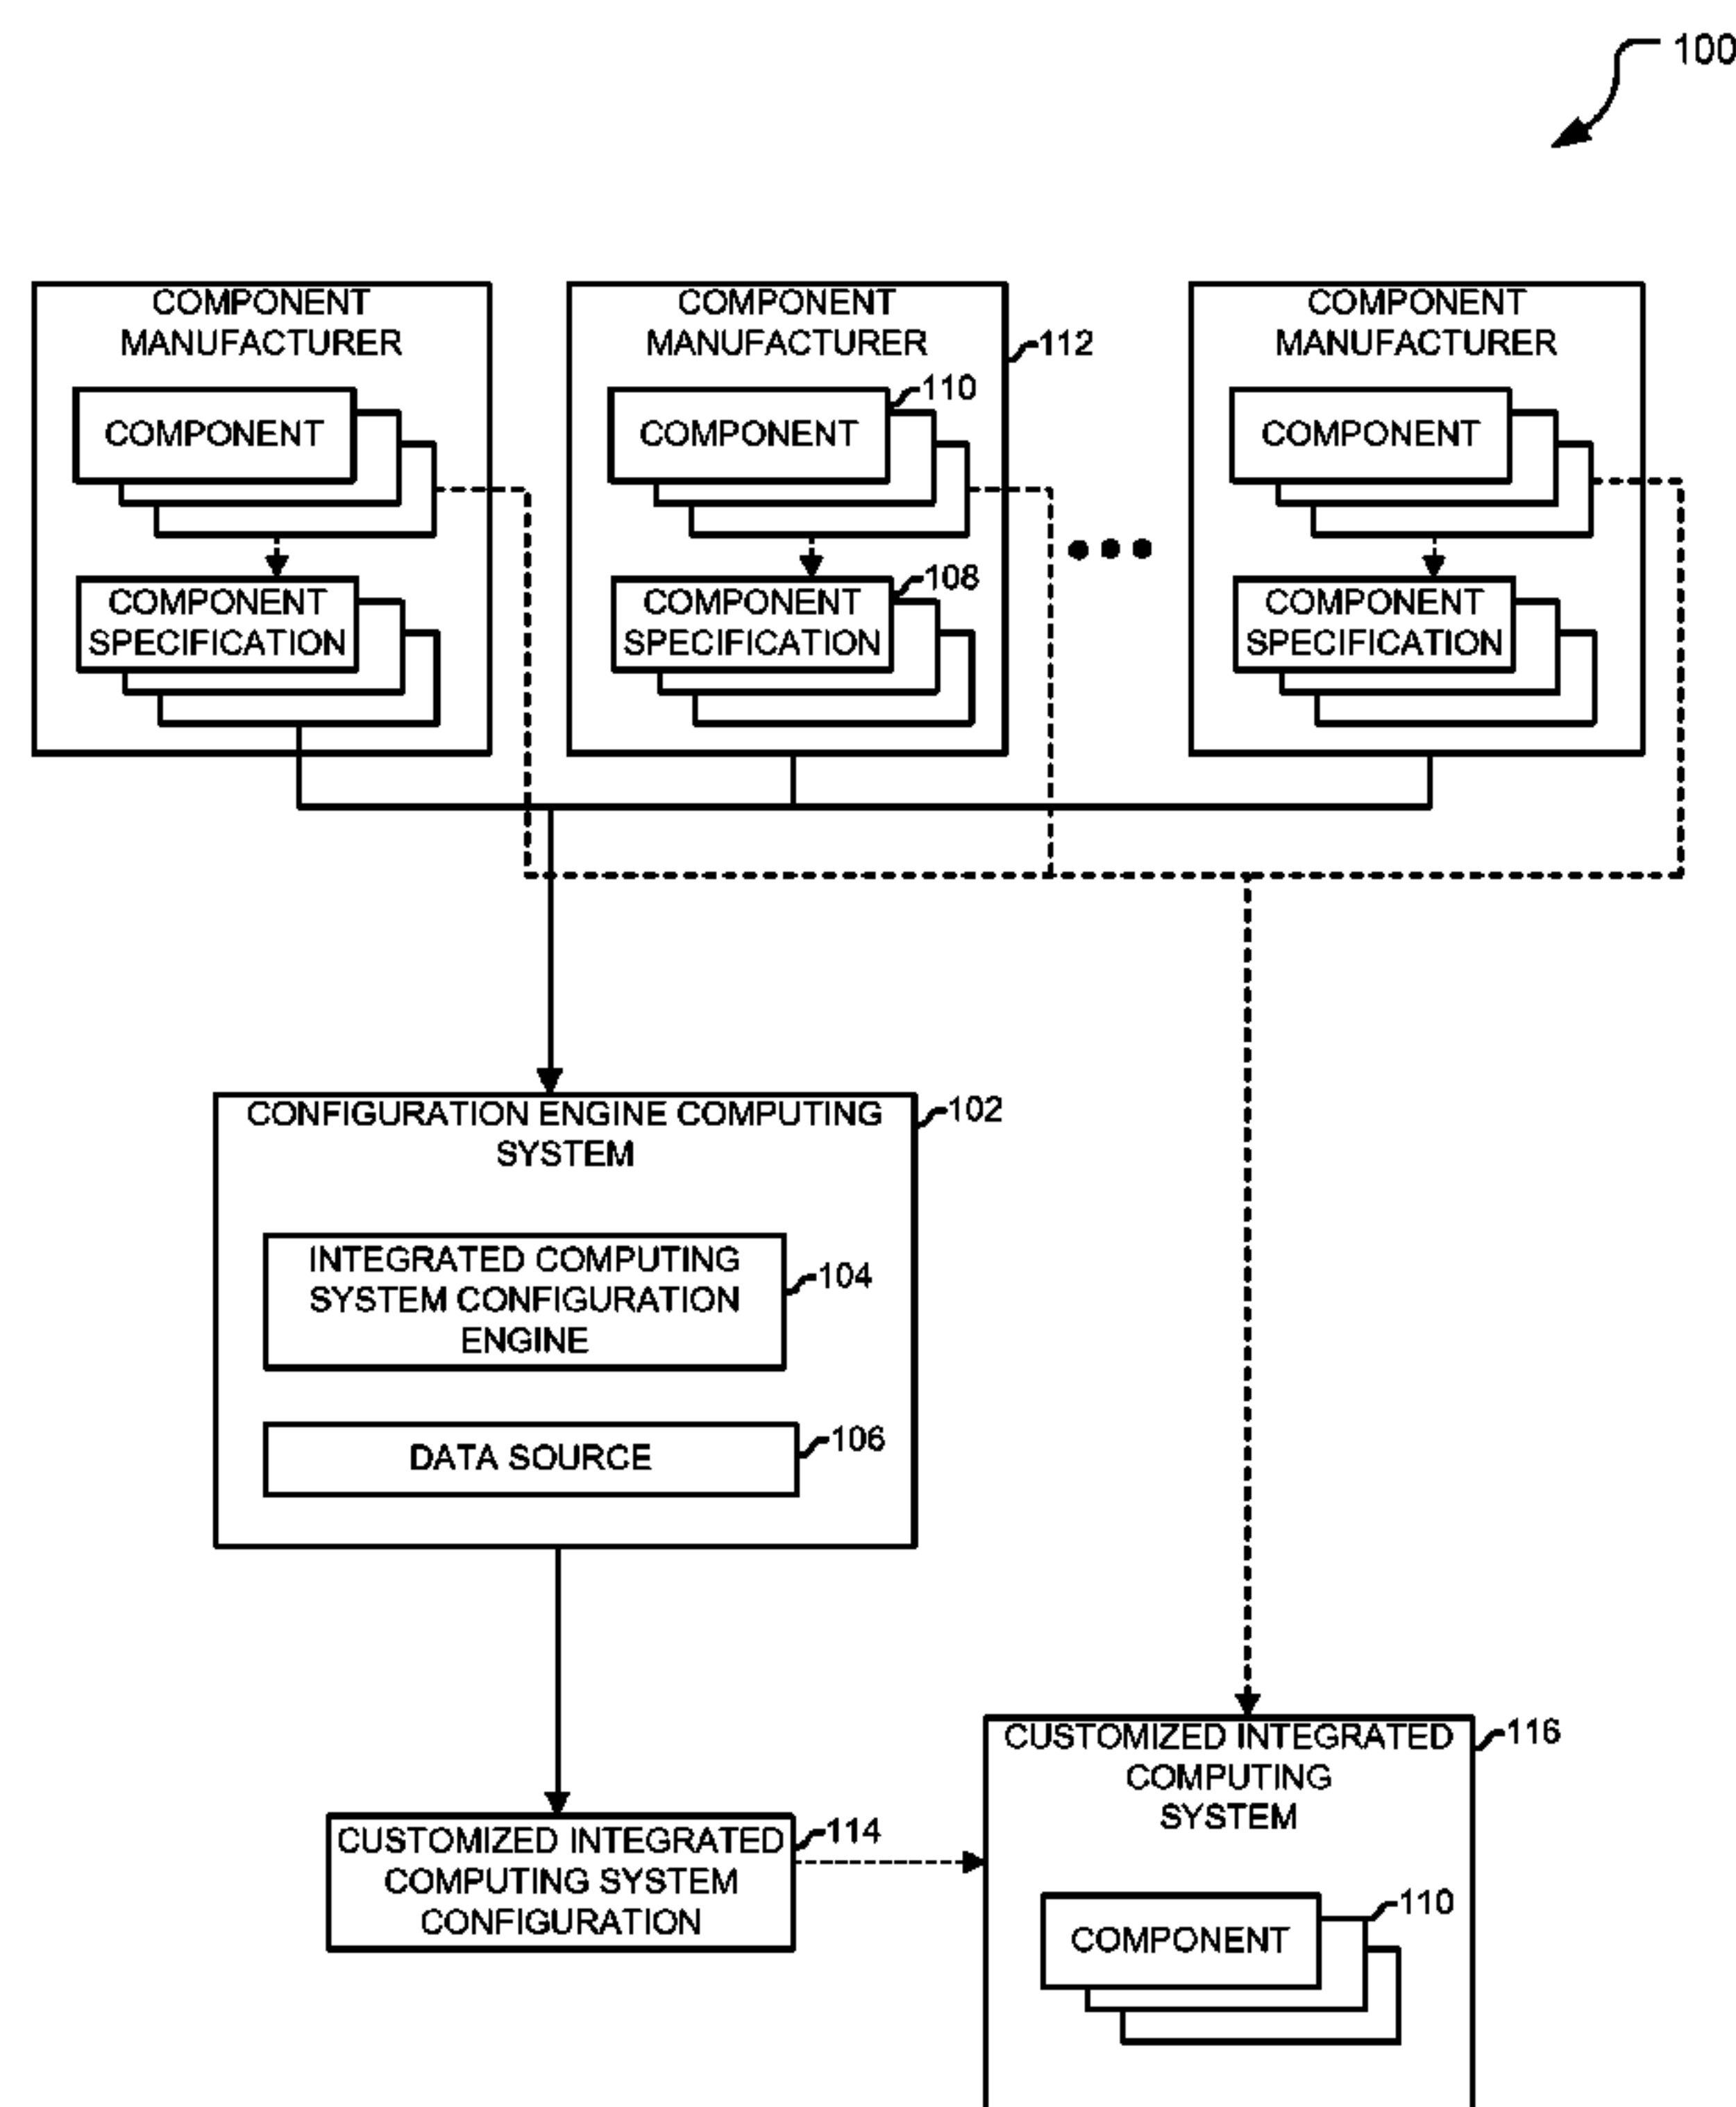 100
COMPONENT
MANUFACTURER
COMPONENT
COMPONENT
SPECIFICATION
COMPONENT
MANUFACTURER
112
110
COMPONENT
108
COMPONENT
SPECIFICATION
COMPONENT
MANUFACTURER
COMPONENT
COMPONENT
SPECIFICATION
CONFIGURATION ENGINE COMPUTING
SYSTEM
102
INTEGRATED COMPUTING
SYSTEM CONFIGURATION
ENGINE
104
DATA SOURCE
106
CUSTOMIZED INTEGRATED
COMPUTING SYSTEM
CONFIGURATION
114
CUSTOMIZED INTEGRATED
COMPUTING
SYSTEM
116
COMPONENT
110